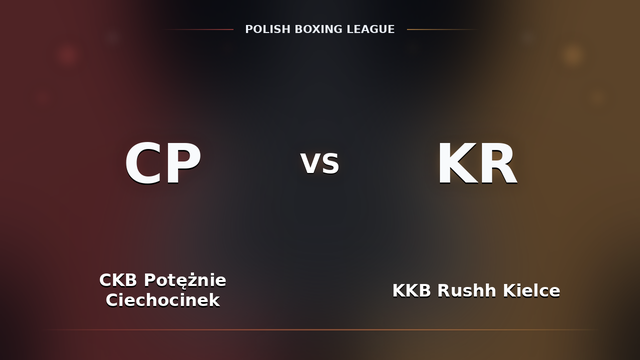 POLISH BOXING LEAGUE
CP
VS
KR
CKB Potężnie
Ciechocinek
KKB Rushh Kielce